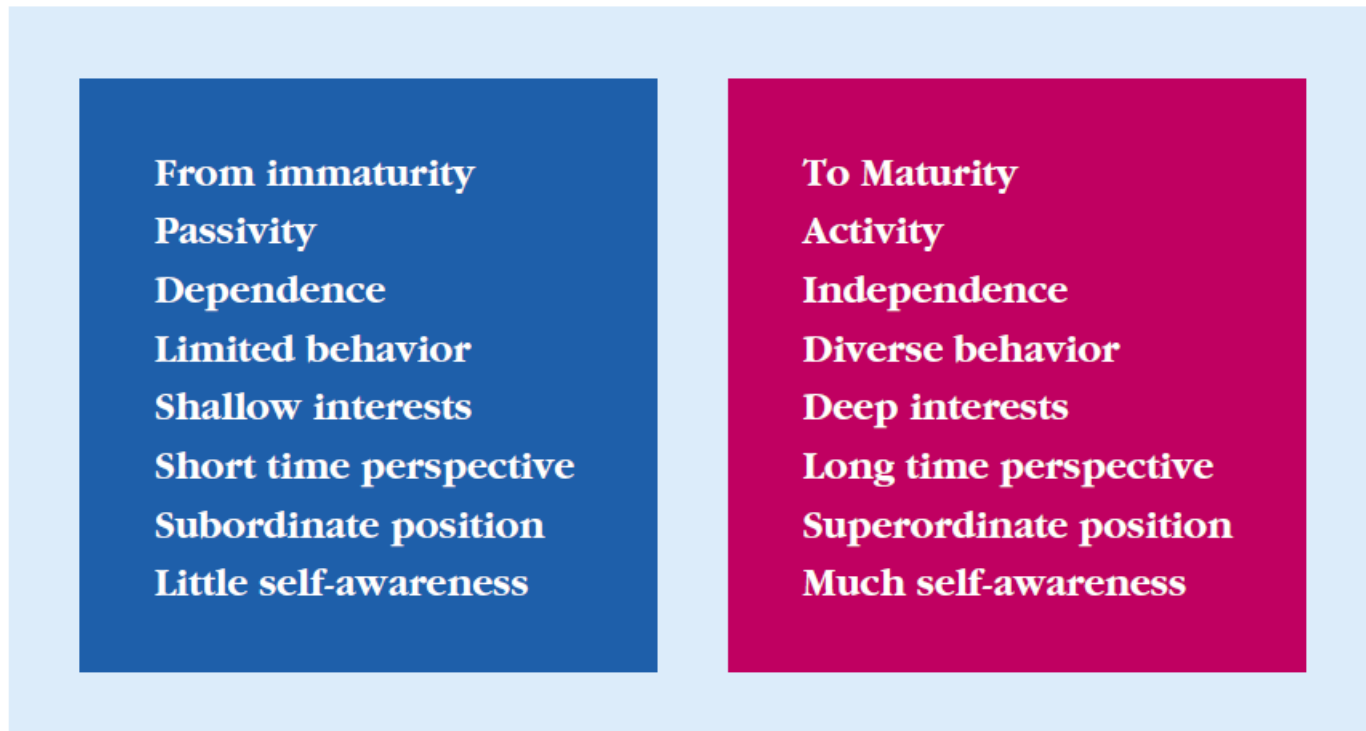 From immaturity
Passivity
Dependence
Limited behavior
Shallow interests
Short time perspective
Subordinate position
Little self-awareness
To Maturity
Activity
Independence
Diverse behavior
Deep interests
Long time perspective
Superordinate position
Much self-awareness